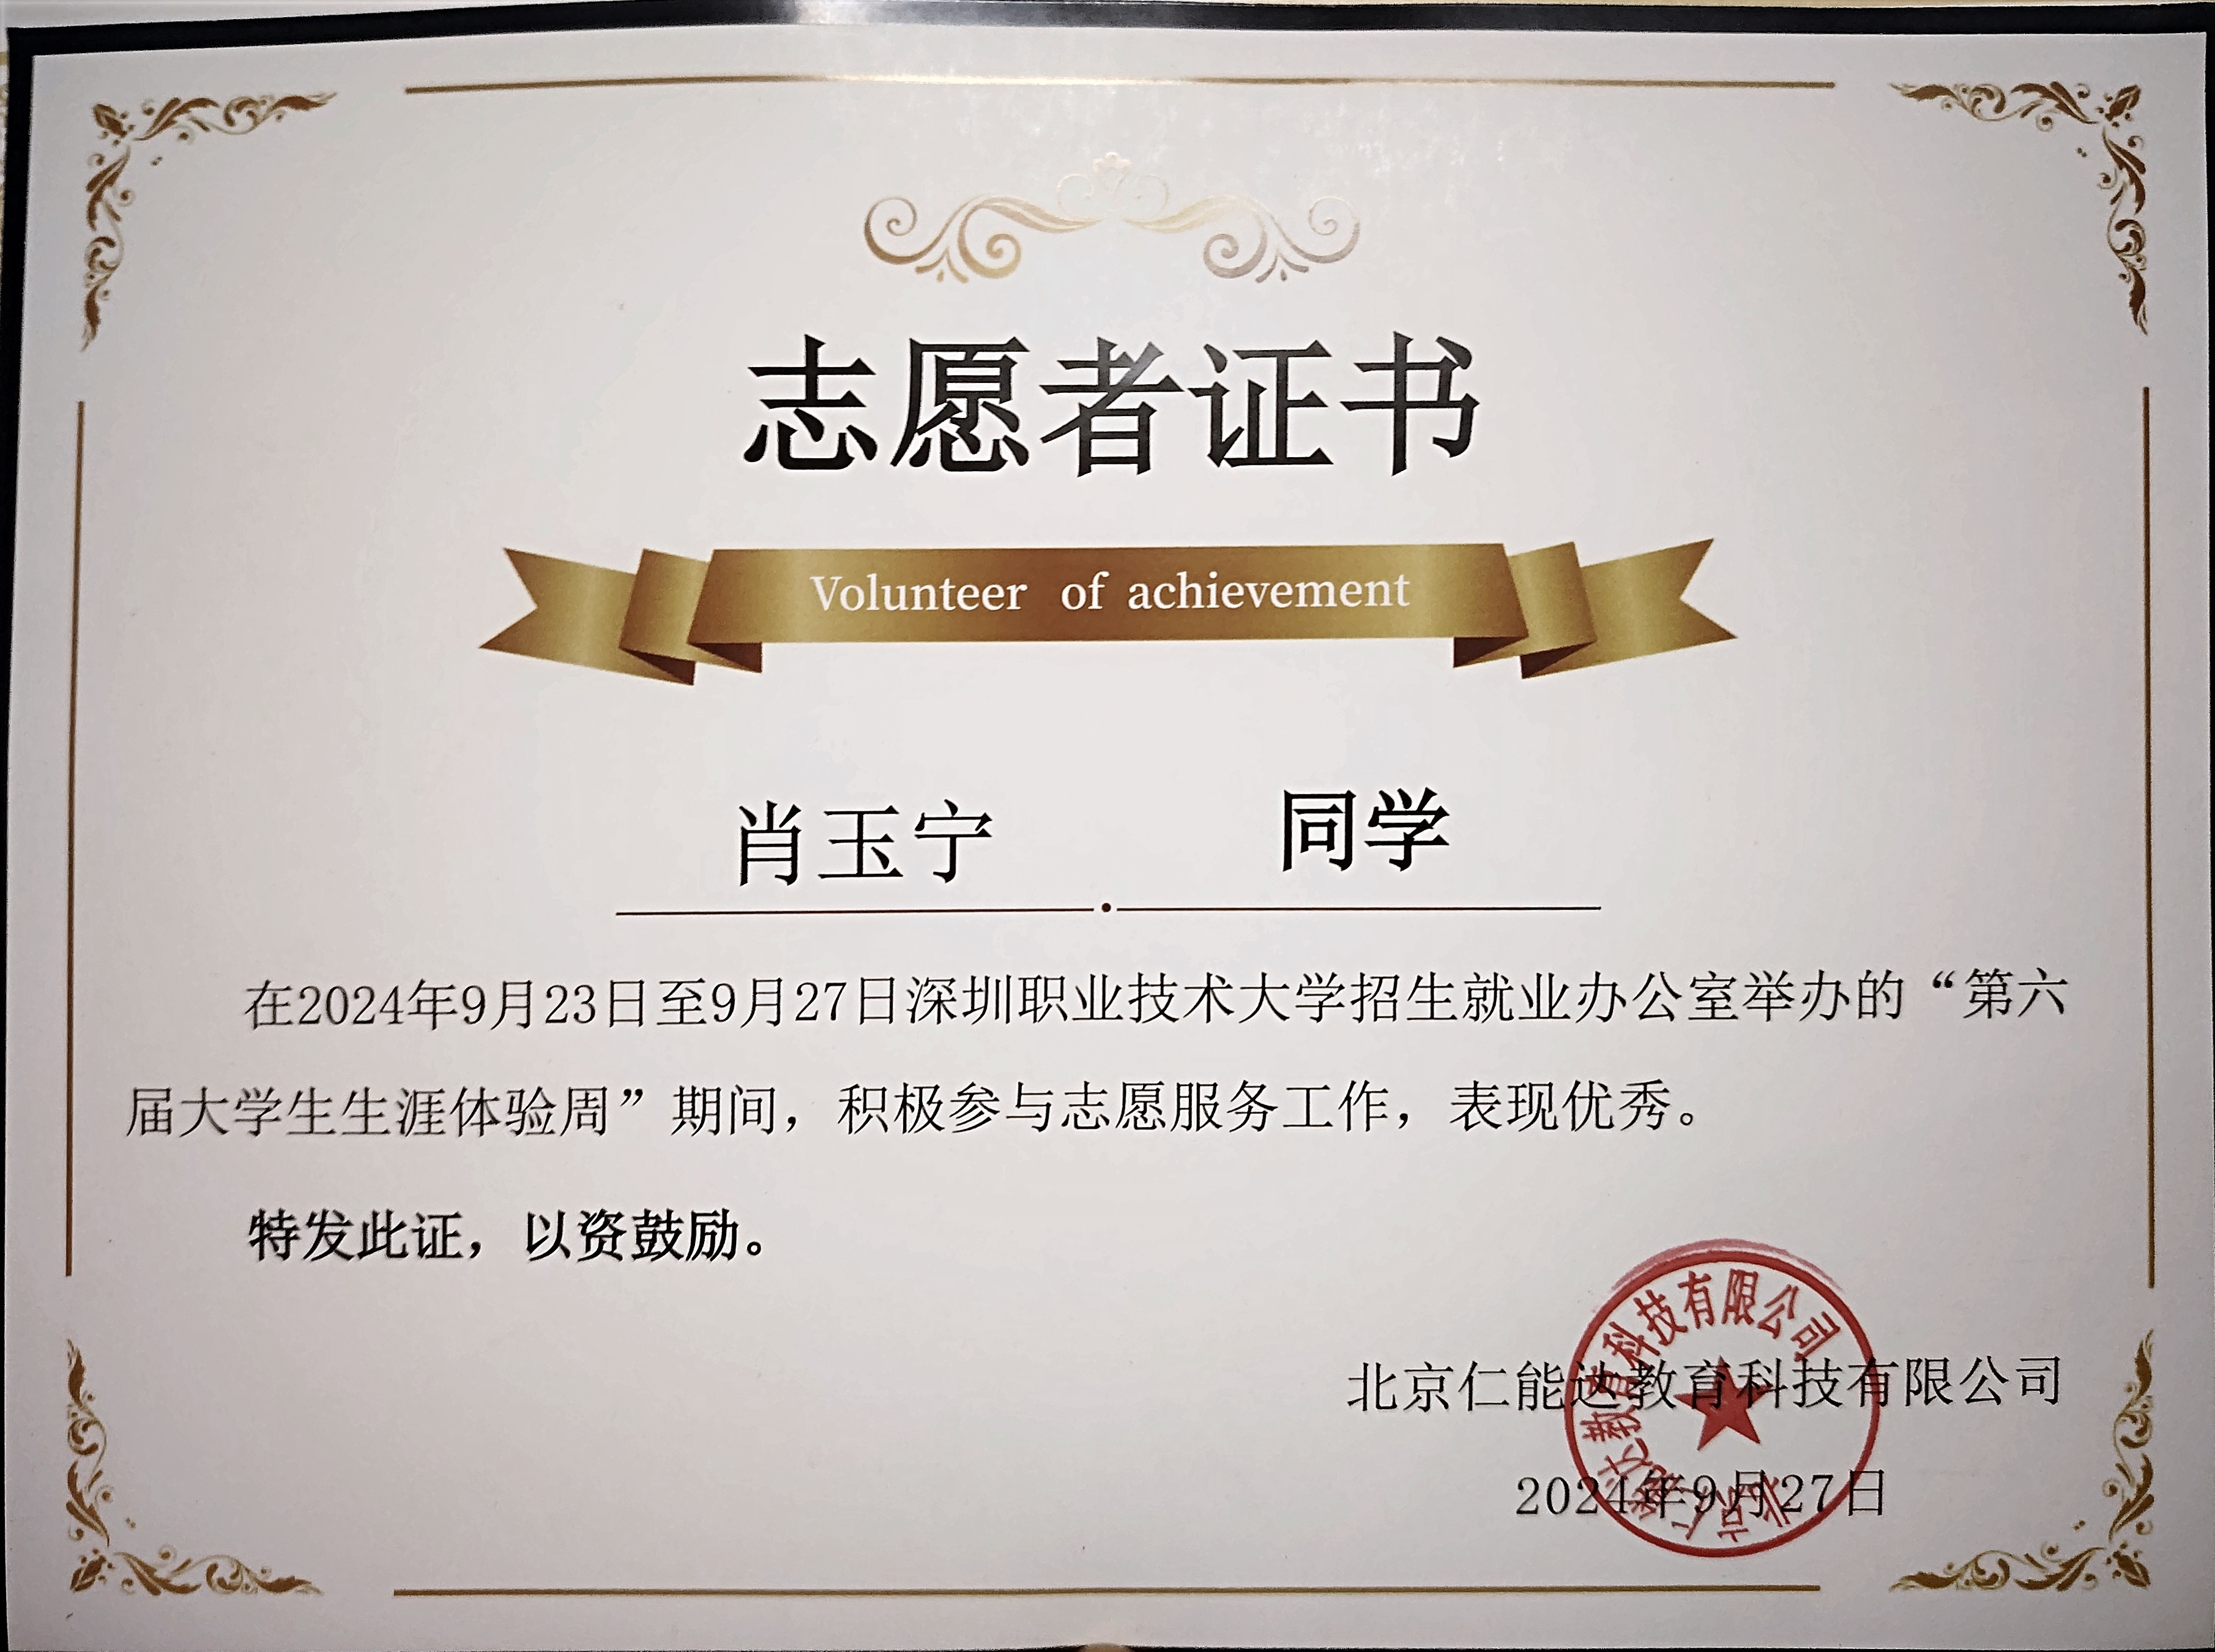 志愿者证书
Volunteer of achievement
肖玉宁 同学
在2024年9月23日至9月27日深圳职业技术大学招生就业办公室举办的“第六
届大学生生涯体验周”期间，积极参与志愿服务工作，表现优秀。
特发此证，以资鼓励。
北京仁能达教育科技有限公司
2024年9月27日
北京仁能达教育科技有限公司